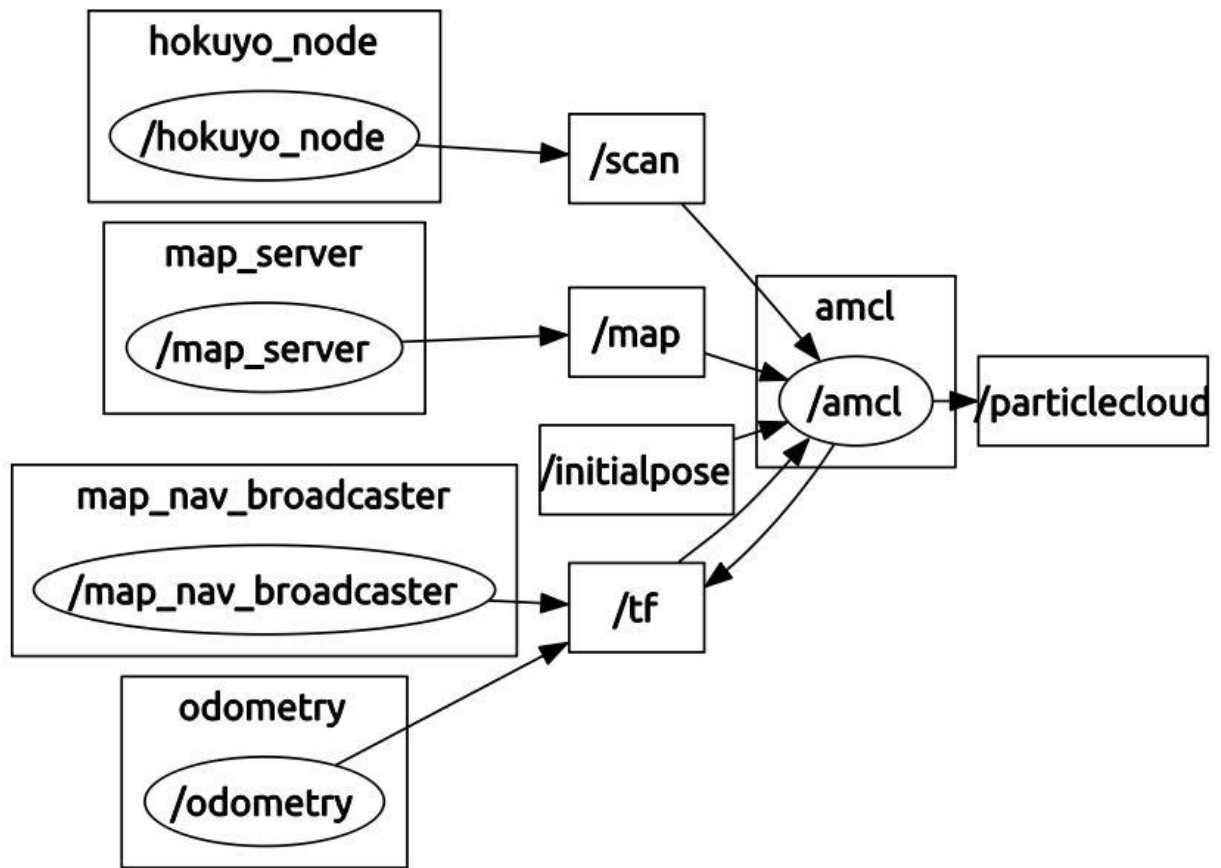 hokuyo_node
/hokuyo_node
/scan
map_server
/map_server
/map
amcl
/amcl
/particlecloud
/initialpose
map_nav_broadcaster
/map_nav_broadcaster
/tf
odometry
/odometry